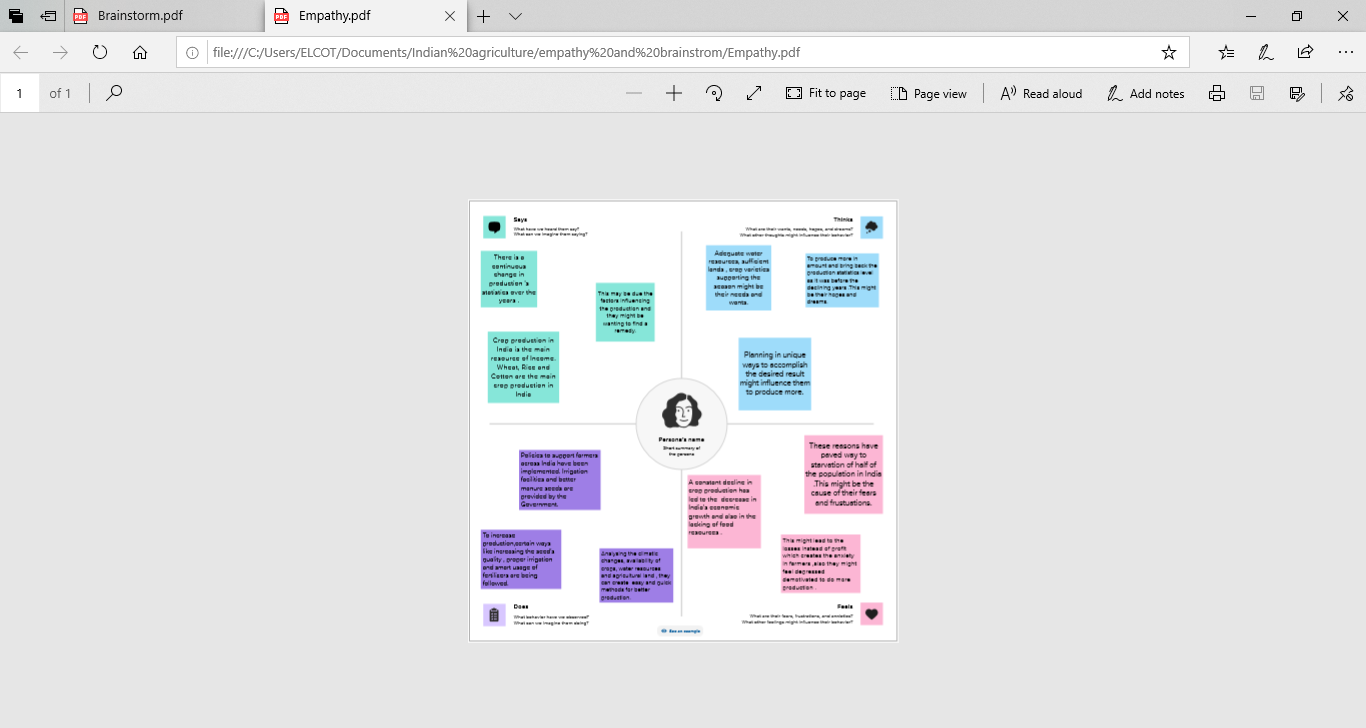 Brainstorm.pdf
Empathy.pdf
file:///C:/Users/ELCOT/Documents/Indian%20agriculture/empathy%20and%20brainstrom/Empathy.pdf
1 of 1
Fit to page
Page view
Read aloud
Add notes
Says
What have we heard them say?
What can we imagine them saying?
There is a
continuous
change in
production 's
statistics over the
years .
This may be due the
factors influencing
the production and
they might be
wanting to find a
remedy.
Crop production in
India is the main
resource of Income.
Wheat, Rice and
Cotton are the main
crop production in
India
Thinks
What are their wants, needs, hopes, and dreams?
What other thoughts might influence their behavior?
Adequate water
resources, sufficient
lands , crop varieties
supporting the
season might be
their needs and
wants.
To produce more in
amount and bring back the
production statistics level
as it was before the
declining years .This might
be their hopes and
dreams.
Planning in unique
ways to accomplish
the desired result
might influence them
to produce more.
Persona's name
Short summary of
the persona
Policies to support farmers
across India have been
implemented. Irrigation
facilities and better
manure seeds are
provided by the
Government.
To increase
production,certain ways
like increasing the seed's
quality , proper irrigation
and smart usage of
fertilizers are being
followed.
Analysing the climatic
changes, availability of
crops, water resources
and agricultural land , they
can create easy and quick
methods for better
production.
Does
What behavior have we observed?
What can we imagine them doing?
A constant decline in
crop production has
led to the decrease in
India's economic
growth and also in the
lacking of food
resources .
These reasons have
paved way to
starvation of half of
the population in India
.This might be the
cause of their fears
and frustuations.
This might lead to the
losses instead of profit
which creates the anxiety
in farmers ,also they might
feel depressed
demotivated to do more
production .
Feels
What are their fears, frustrations, and anxieties?
What other feelings might influence their behavior?
See an example